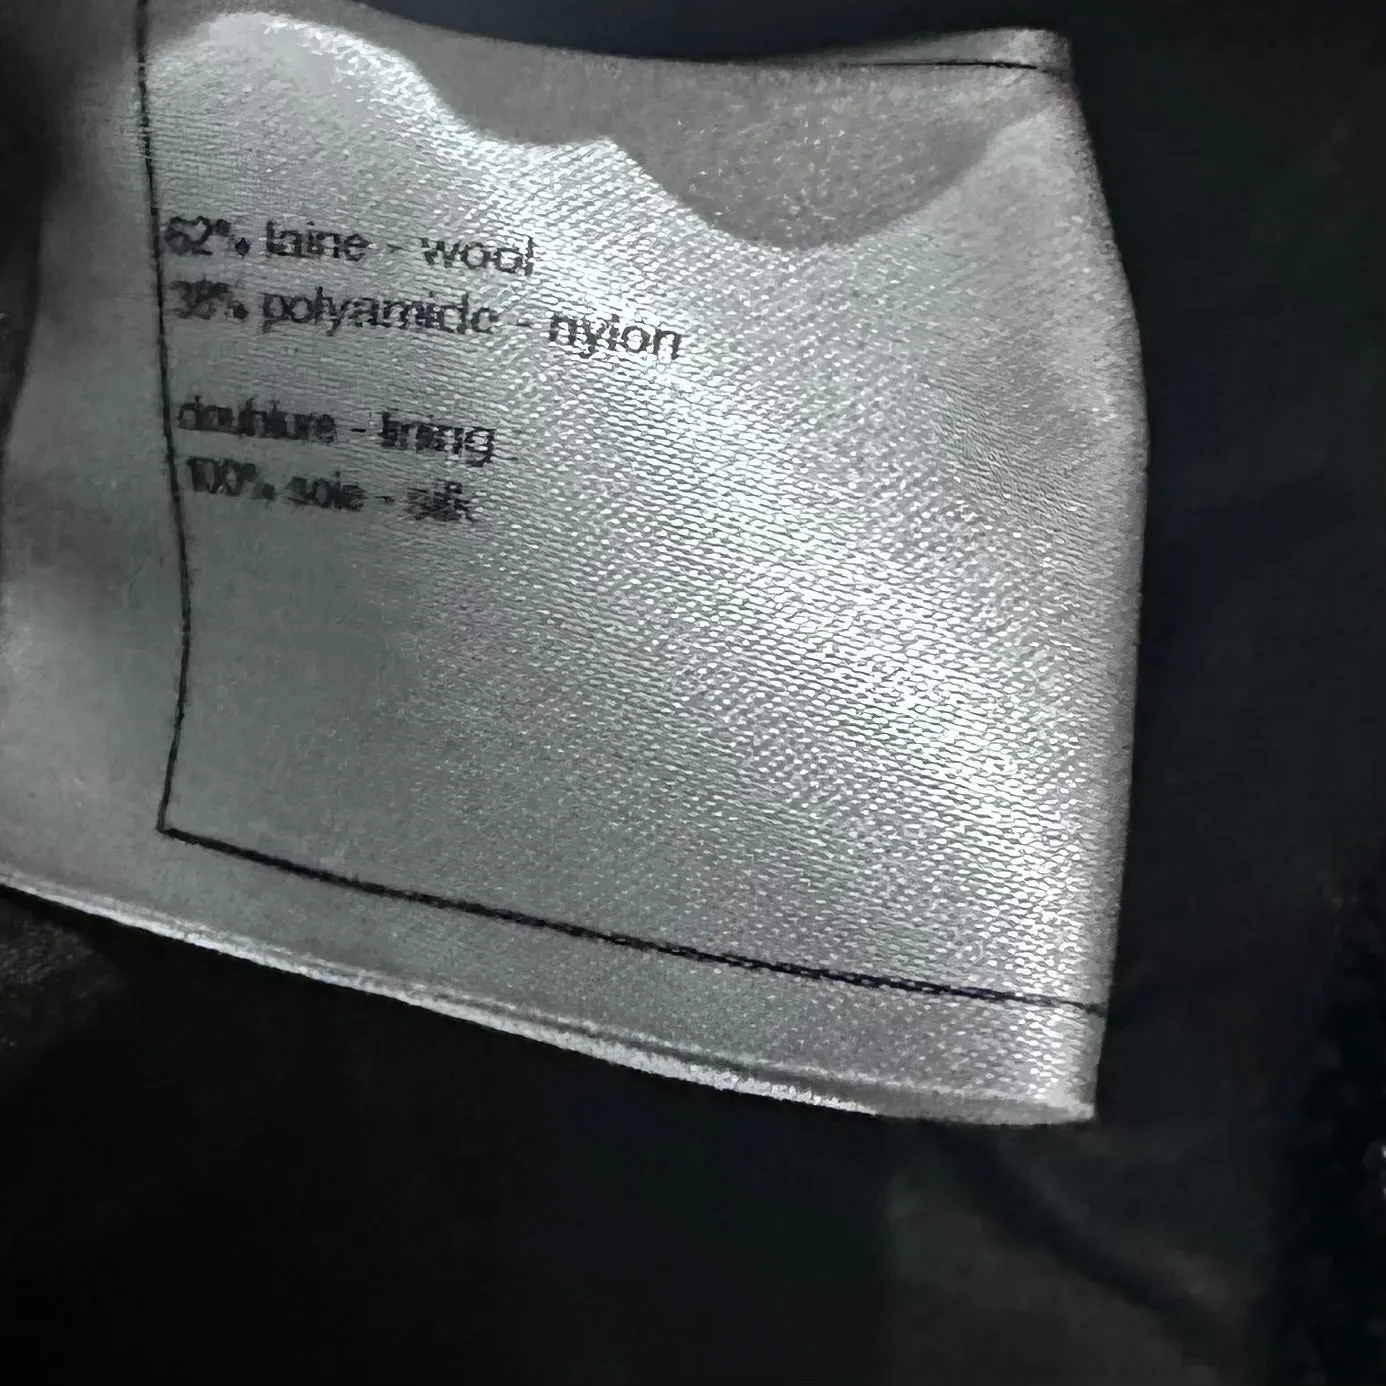 62% laine - wool
38% polyamide - nylon
doublure - lining
100% soie - silk